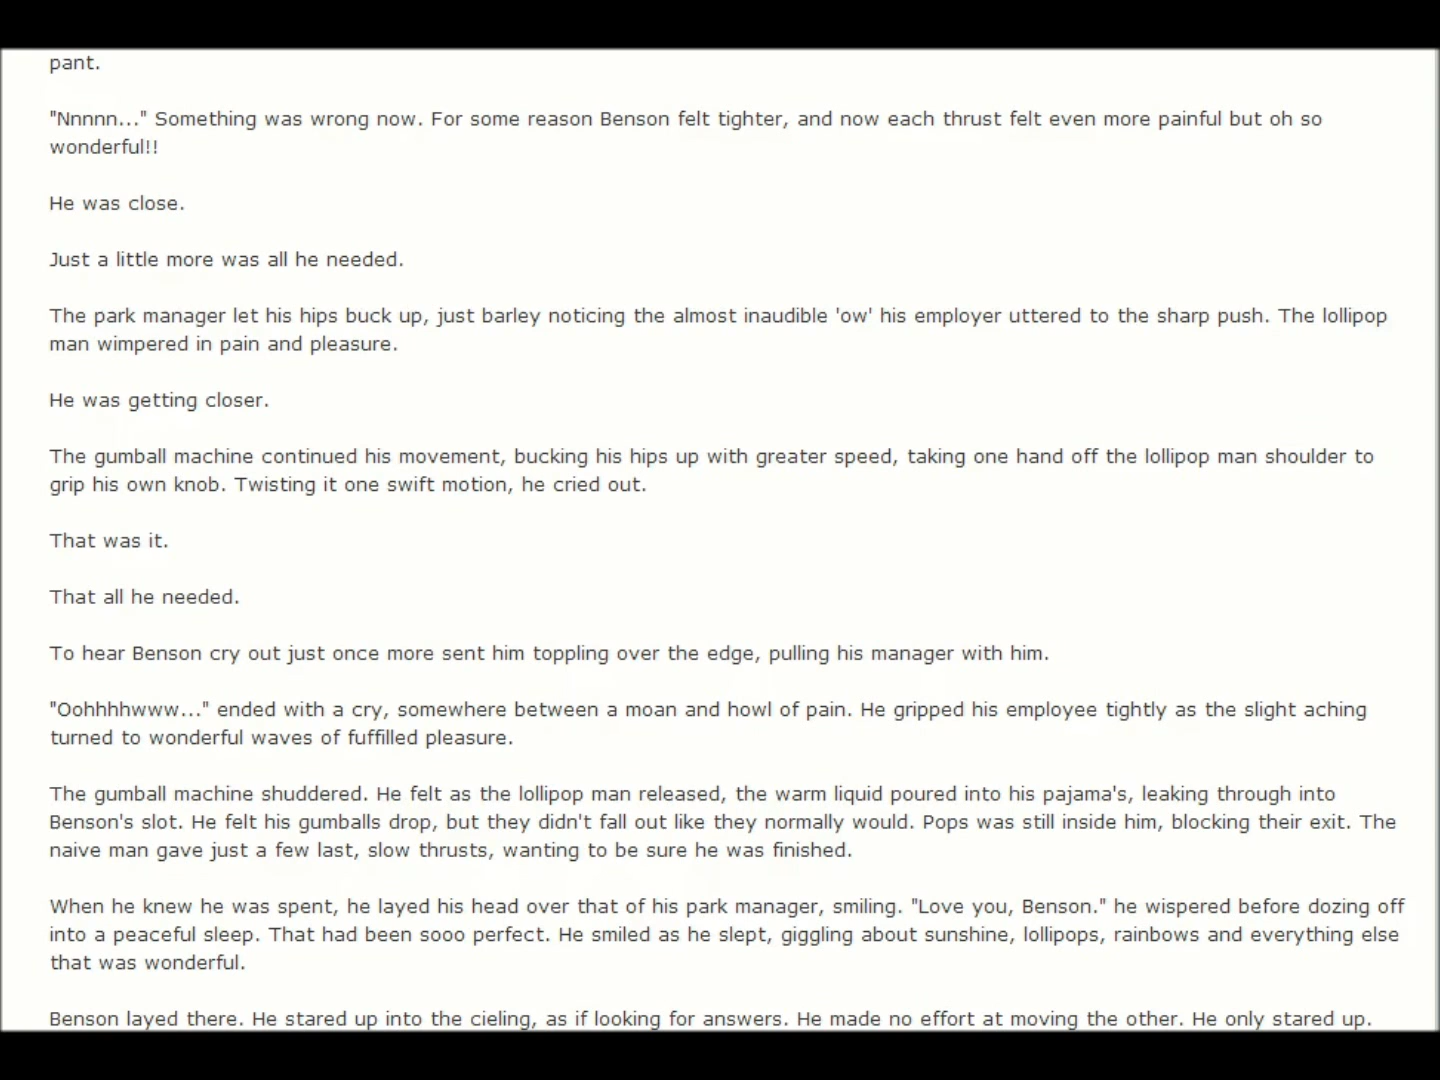 pant.
"Nnnnn..." Something was wrong now. For some reason Benson felt tighter, and now each thrust felt even more painful but oh so
wonderful!!
He was close.
Just a little more was all he needed.
The park manager let his hips buck up, just barley noticing the almost inaudible 'ow' his employer uttered to the sharp push. The lollipop
man wimpered in pain and pleasure.
He was getting closer.
The gumball machine continued his movement, bucking his hips up with greater speed, taking one hand off the lollipop man shoulder to
grip his own knob. Twisting it one swift motion, he cried out.
That was it.
That all he needed.
To hear Benson cry out just once more sent him toppling over the edge, pulling his manager with him.
"Oohhhhwww..." ended with a cry, somewhere between a moan and howl of pain. He gripped his employee tightly as the slight aching
turned to wonderful waves of fuffilled pleasure.
The gumball machine shuddered. He felt as the lollipop man released, the warm liquid poured into his pajama's, leaking through into
Benson's slot. He felt his gumballs drop, but they didn't fall out like they normally would. Pops was still inside him, blocking their exit. The
naive man gave just a few last, slow thrusts, wanting to be sure he was finished.
When he knew he was spent, he layed his head over that of his park manager, smiling. "Love you, Benson." he wispered before dozing off
into a peaceful sleep. That had been sooo perfect. He smiled as he slept, giggling about sunshine, lollipops, rainbows and everything else
that was wonderful.
Benson layed there. He stared up into the cieling, as if looking for answers. He made no effort at moving the other. He only stared up.